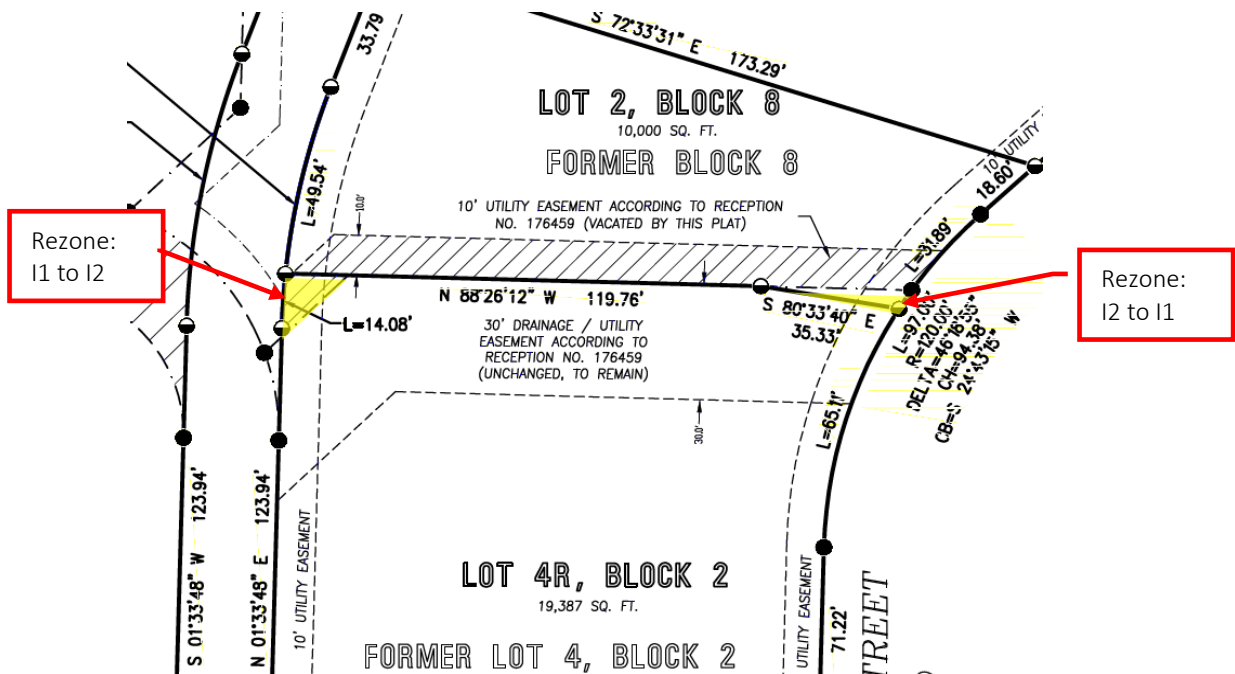 33.79
S 72°33'31" E 173.29'
LOT 2, BLOCK 8
10,000 SQ. FT.
FORMER BLOCK 8
10' UTILITY
18.60'
L=49.54'
10.0'
10' UTILITY EASEMENT ACCORDING TO RECEPTION
NO. 176459 (VACATED BY THIS PLAT)
L=31.89'
Rezone:
I1 to I2
Rezone:
I2 to I1
N 88°26'12" W 119.76'
S 80°33'40" E
35.33'
L=14.08'
30' DRAINAGE / UTILITY
EASEMENT ACCORDING TO
RECEPTION NO. 176459
(UNCHANGED, TO REMAIN)
R=120.00'
CH=94.38'
L=65.11'
30.0'
S 01°33'48" W 123.94'
N 01°33'48" E 123.94'
10' UTILITY EASEMENT
LOT 4R, BLOCK 2
19,387 SQ. FT.
FORMER LOT 4, BLOCK 2
UTILITY EASEMENT
71.22'
TREET